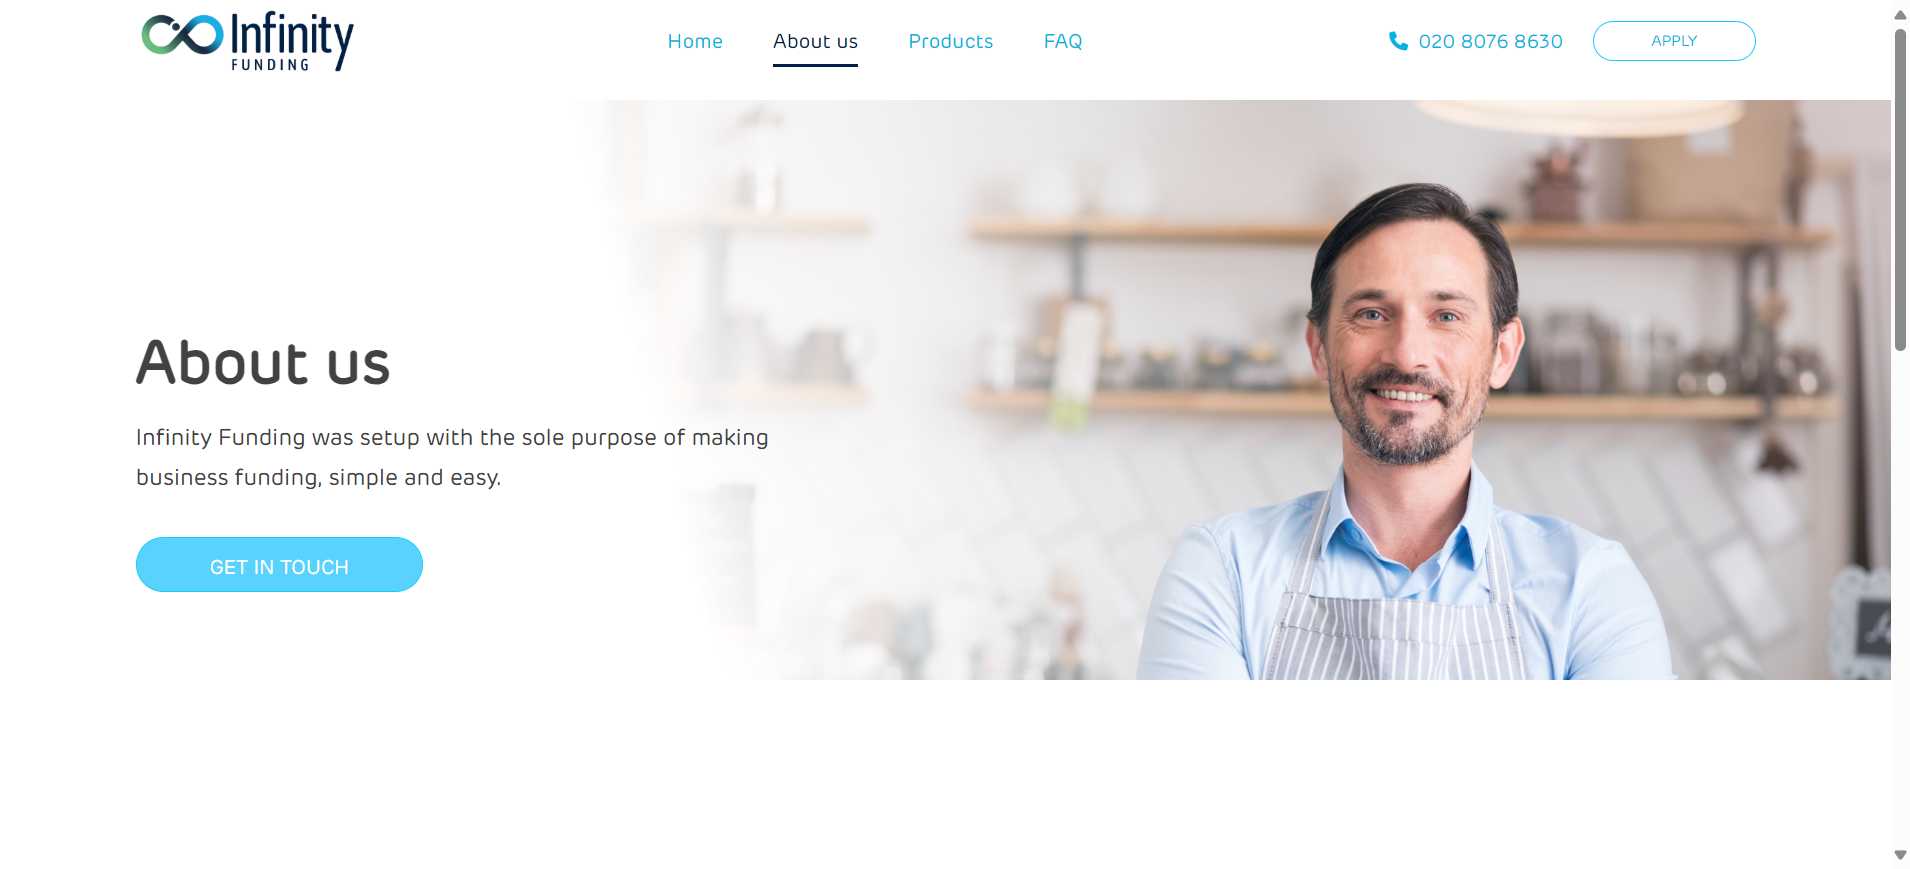 Infinity
FUNDING
Home
About us
Products
FAQ
020 8076 8630
APPLY
About us
Infinity Funding was setup with the sole purpose of making
business funding, simple and easy.
GET IN TOUCH